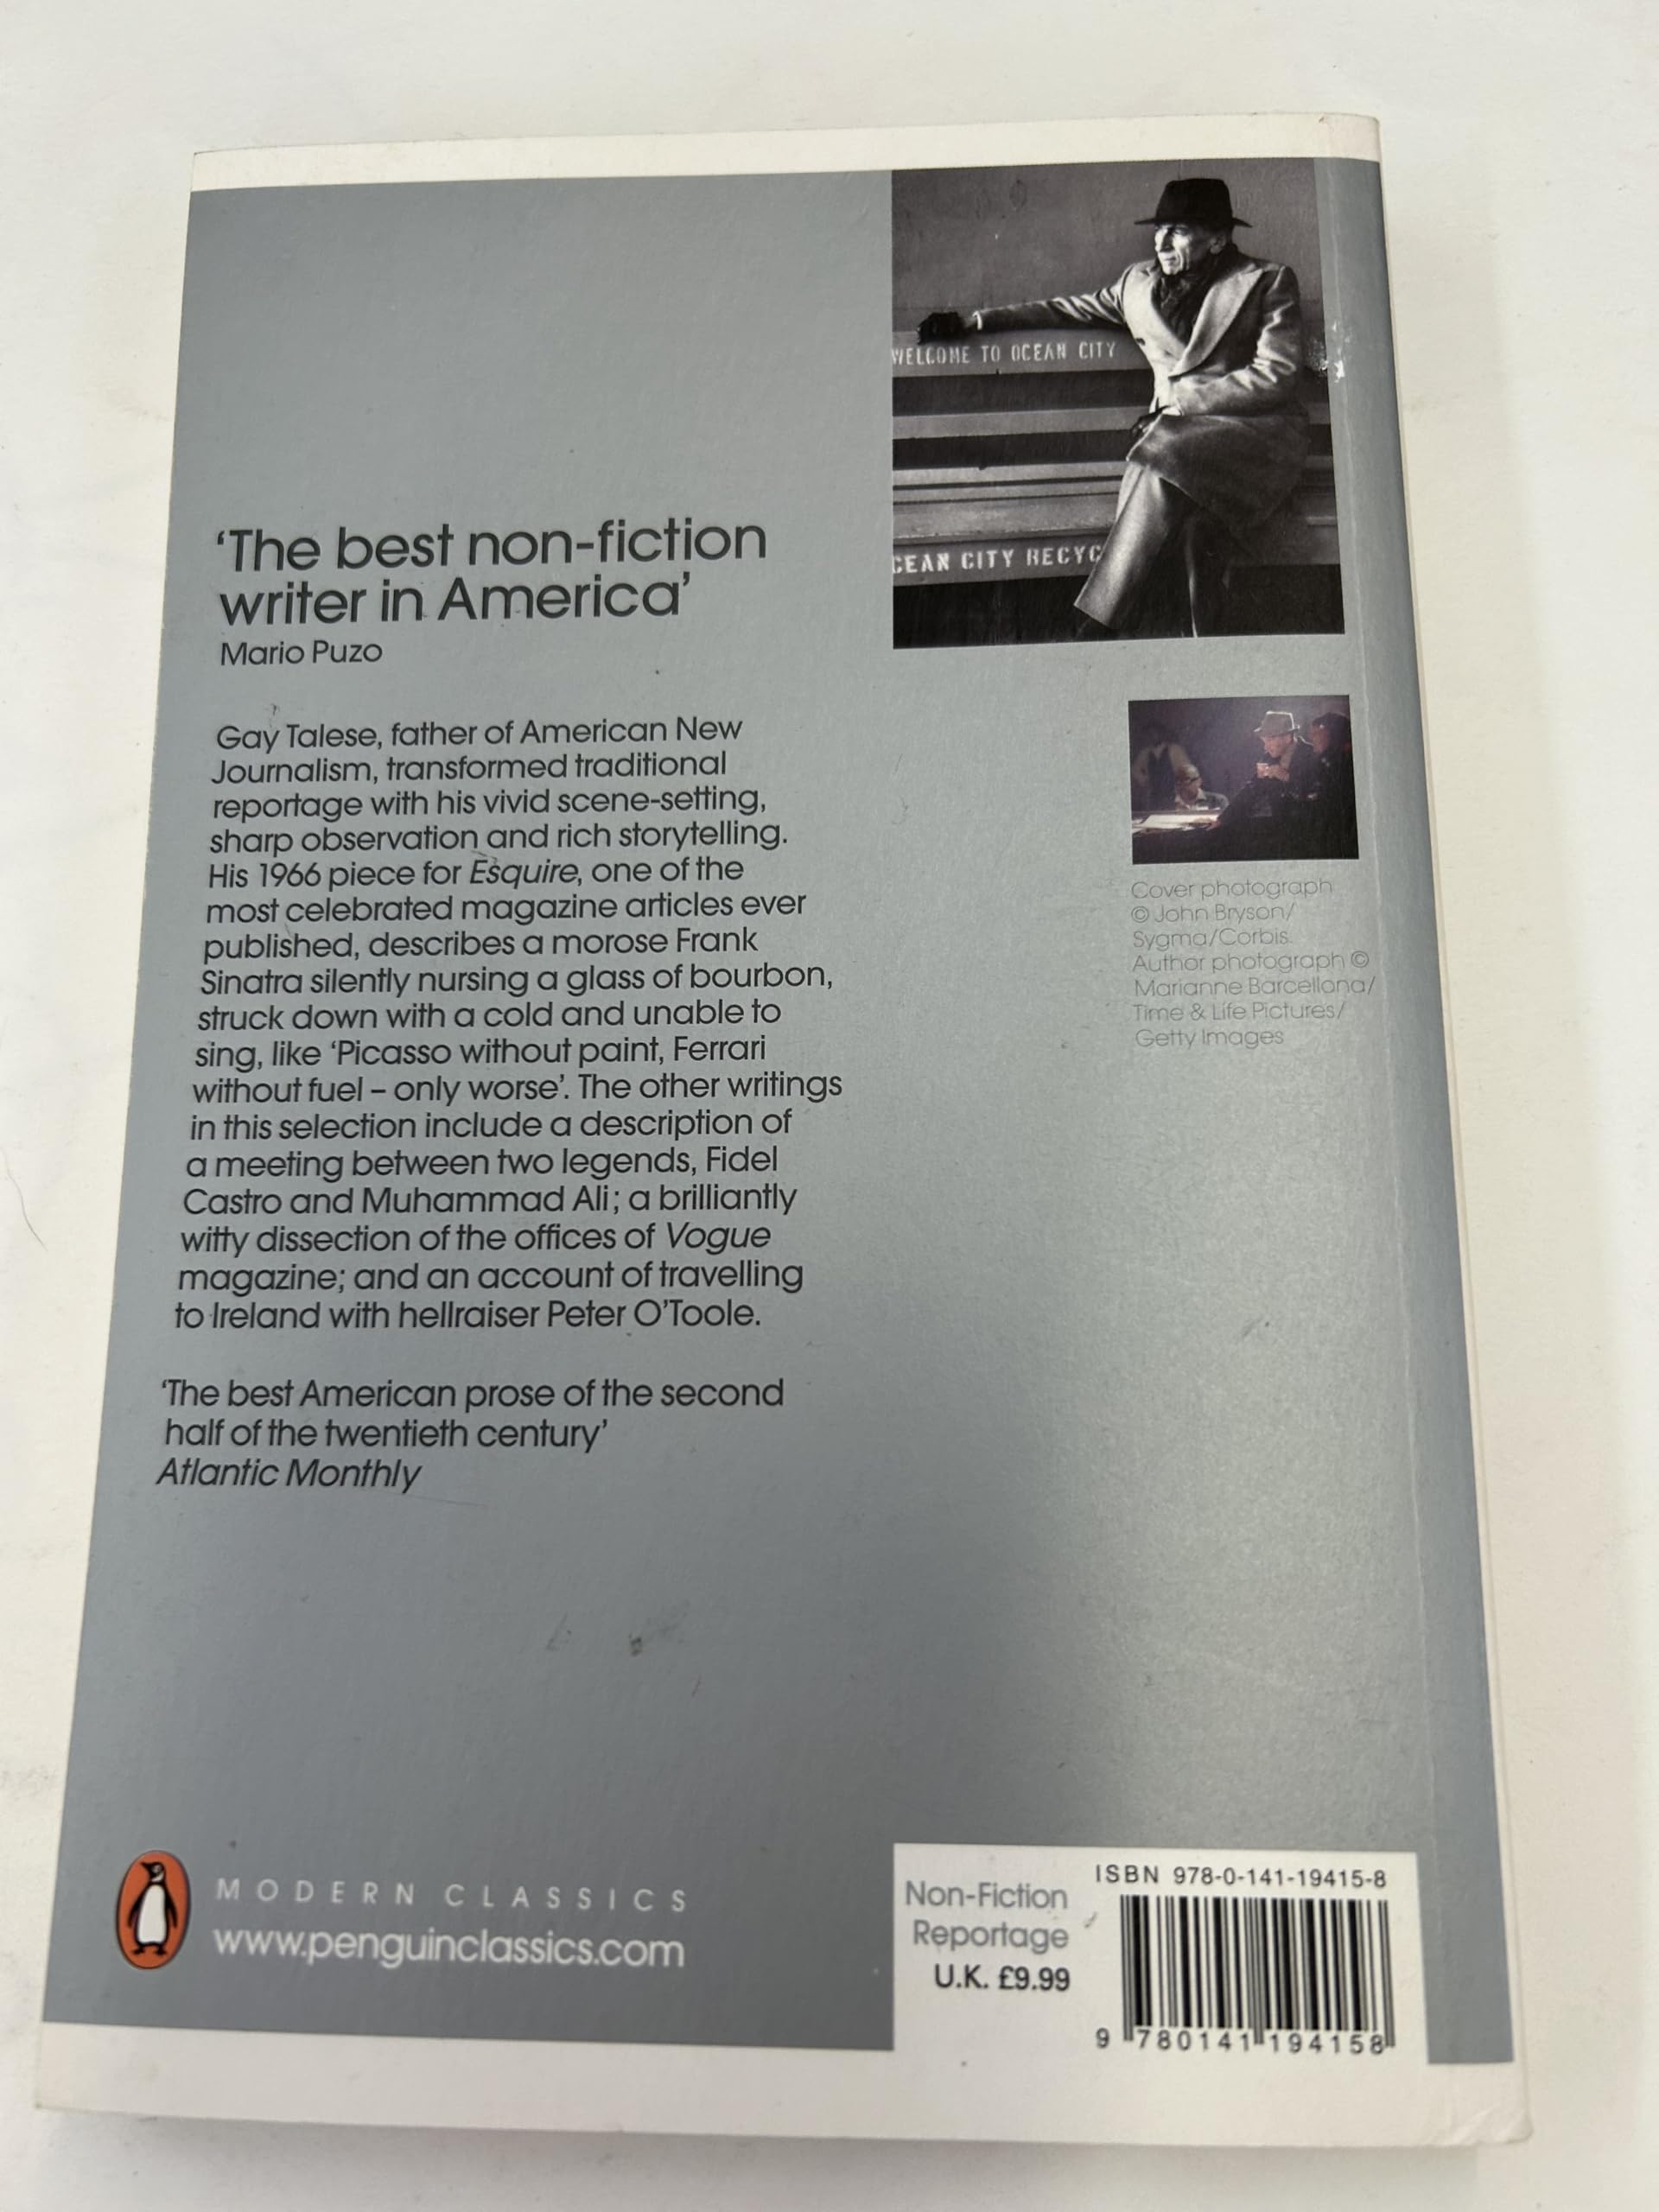 WELCOME TO OCEAN CITY
CEAN CITY RECYC
‘The best non-fiction
writer in America’
Mario Puzo
Gay Talese, father of American New
Journalism, transformed traditional
reportage with his vivid scene-setting,
sharp observation and rich storytelling.
His 1966 piece for Esquire, one of the
most celebrated magazine articles ever
published, describes a morose Frank
Sinatra silently nursing a glass of bourbon,
struck down with a cold and unable to
sing, like ‘Picasso without paint, Ferrari
without fuel – only worse’. The other writings
in this selection include a description of
a meeting between two legends, Fidel
Castro and Muhammad Ali; a brilliantly
witty dissection of the offices of Vogue
magazine; and an account of travelling
to Ireland with hellraiser Peter O’Toole.
‘The best American prose of the second
half of the twentieth century’
Atlantic Monthly
Cover photograph
© John Bryson/
Sygma/Corbis.
Author photograph ©
Marianne Barcellona/
Time & Life Pictures/
Getty Images
MODERN CLASSICS
www.penguinclassics.com
Non-Fiction
Reportage
U.K. £9.99
ISBN 978-0-141-19415-8
9 780141 194158